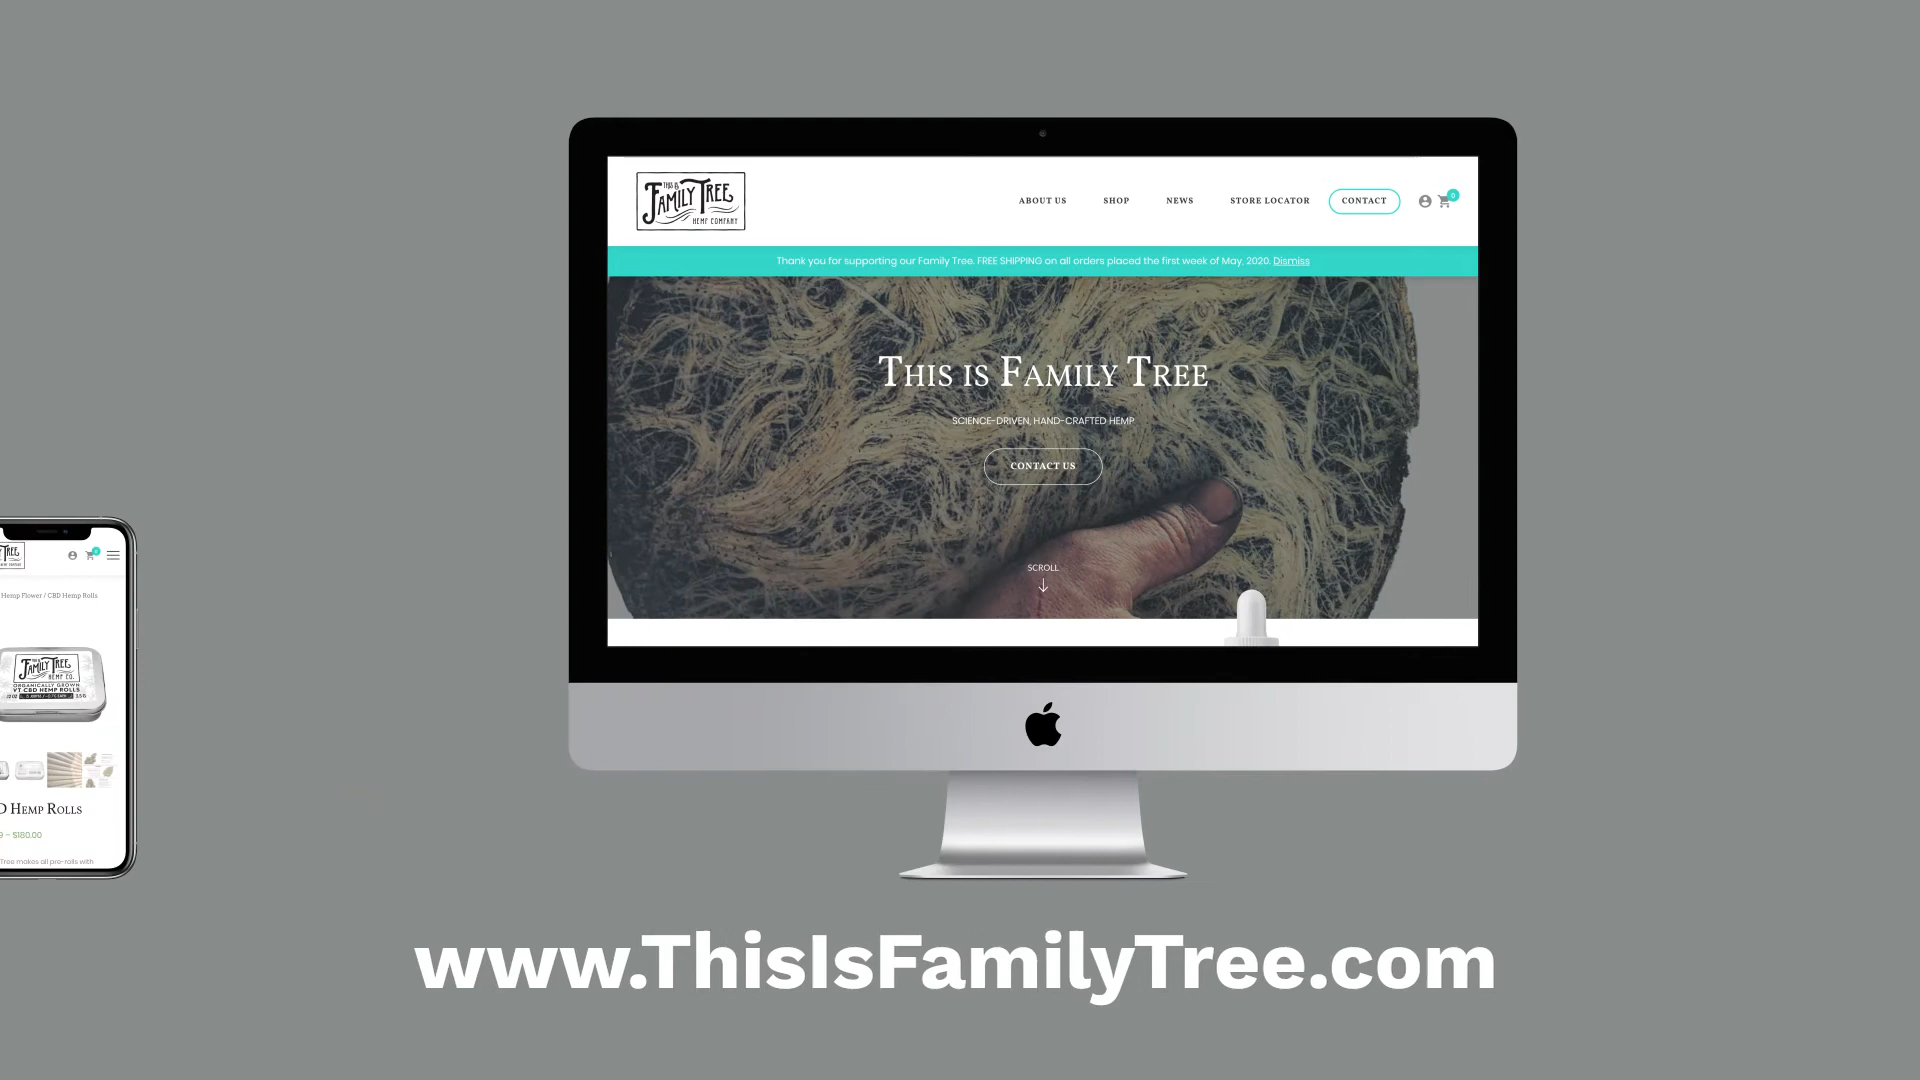 THIS IS
FAMILY TREE
HEMP COMPANY
ABOUT US
SHOP
NEWS
STORE LOCATOR
CONTACT
0
Thank you for supporting our Family Tree. FREE SHIPPING on all orders placed the first week of May, 2020. Dismiss
THIS IS FAMILY TREE
SCIENCE-DRIVEN, HAND-CRAFTED HEMP
CONTACT US
SCROLL
TREE
Hemp Flower / CBD Hemp Rolls
FAMILY TREE
HEMP CO.
ORGANICALLY GROWN
VT CBD HEMP ROLLS
HEMP ROLLS
- $180.00
Tree makes all pre-rolls with
www.ThisIsFamilyTree.com